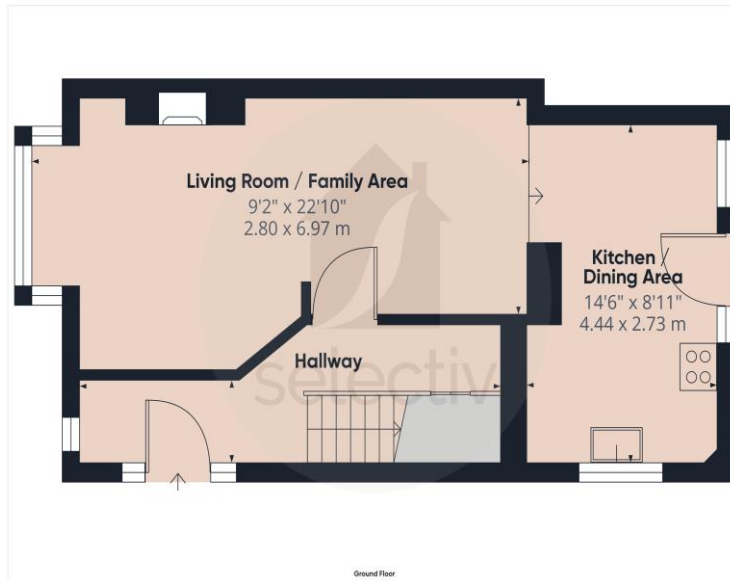 Living Room / Family Area
9'2" x 22'10"
2.80 x 6.97 m
Kitchen /
Dining Area
14'6" x 8'11"
4.44 x 2.73 m
Hallway
selectiv
Ground Floor